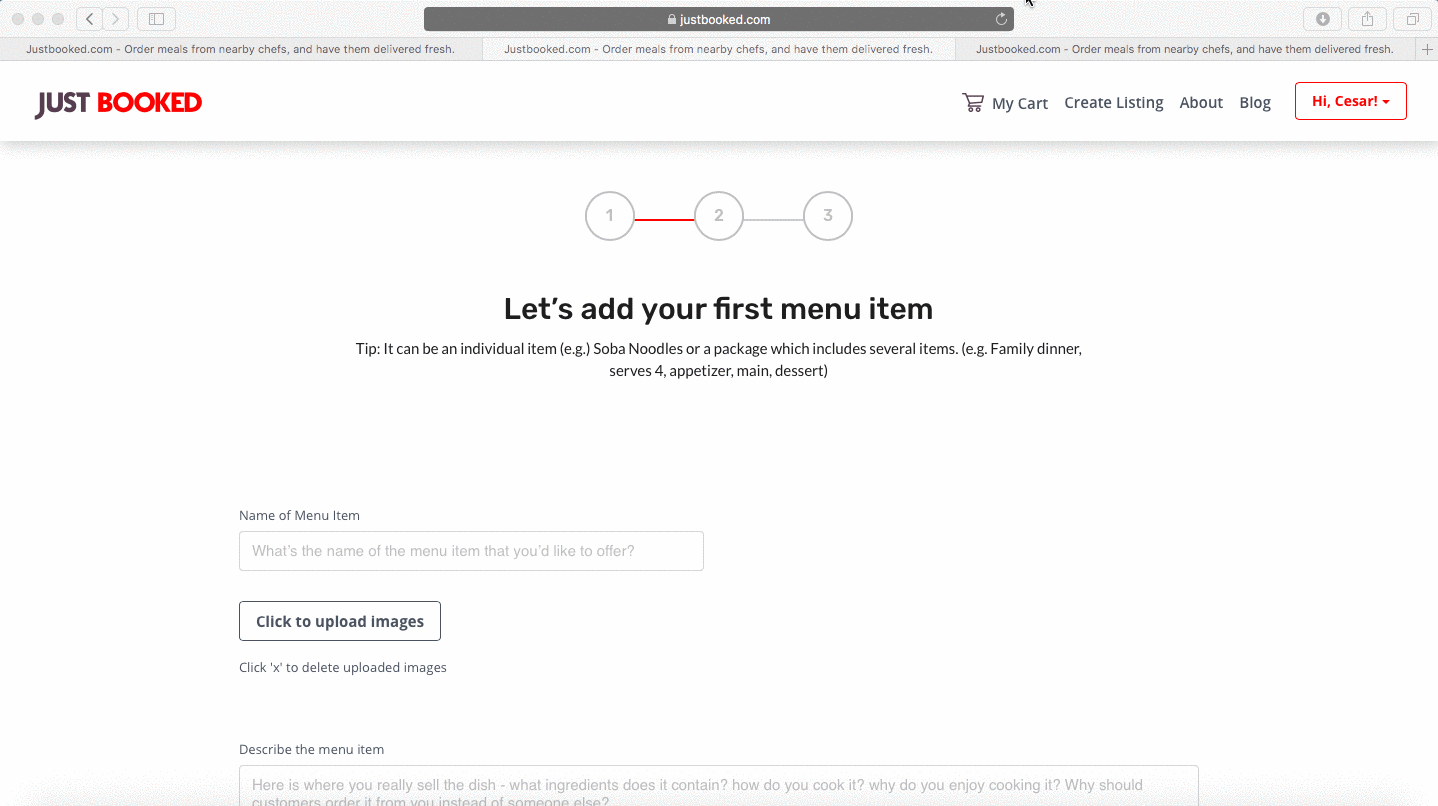 justbooked.com
Justbooked.com - Order meals from nearby chefs, and have them delivered fresh.
Justbooked.com - Order meals from nearby chefs, and have them delivered fresh.
Justbooked.com - Order meals from nearby chefs, and have them delivered fresh.
JUST BOOKED
My Cart
Create Listing
About
Blog
Hi, Cesar!
1
2
3
Let’s add your first menu item
Tip: It can be an individual item (e.g.) Soba Noodles or a package which includes several items. (e.g. Family dinner,
serves 4, appetizer, main, dessert)
Name of Menu Item
What’s the name of the menu item that you’d like to offer?
Click to upload images
Click 'x' to delete uploaded images
Describe the menu item
Here is where you really sell the dish - what ingredients does it contain? how do you cook it? why do you enjoy cooking it? Why should
customers order it from you instead of someone else?